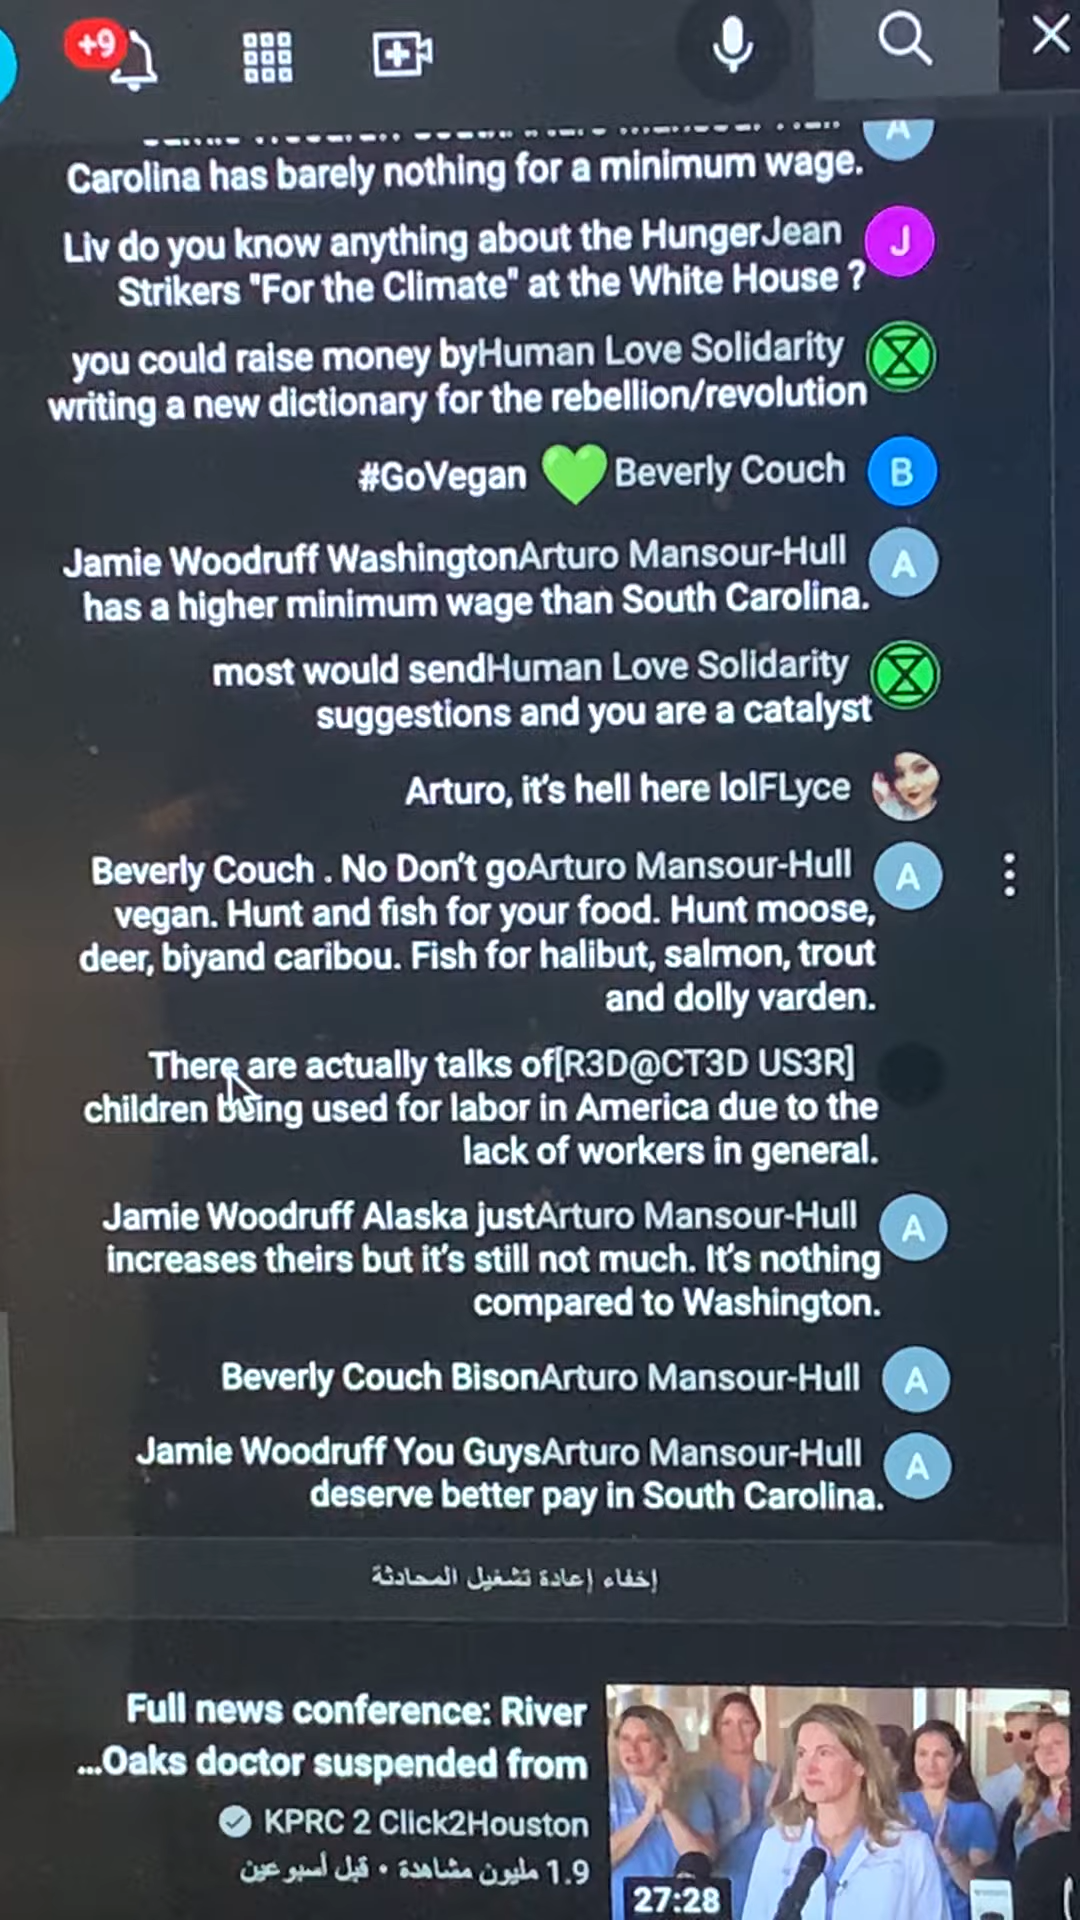 +9
A
Carolina has barely nothing for a minimum wage.
Liv do you know anything about the HungerJean
J
Strikers "For the Climate" at the White House ?
you could raise money byHuman Love Solidarity
writing a new dictionary for the rebellion/revolution
#GoVegan 💚 Beverly Couch
B
Jamie Woodruff WashingtonArturo Mansour-Hull
A
has a higher minimum wage than South Carolina.
most would sendHuman Love Solidarity
suggestions and you are a catalyst
Arturo, it's hell here lolFLyce
Beverly Couch . No Don't goArturo Mansour-Hull
A
vegan. Hunt and fish for your food. Hunt moose,
deer, biyand caribou. Fish for halibut, salmon, trout
and dolly varden.
There are actually talks of[R3D@CT3D US3R]
children being used for labor in America due to the
lack of workers in general.
Jamie Woodruff Alaska justArturo Mansour-Hull
A
increases theirs but it's still not much. It's nothing
compared to Washington.
Beverly Couch BisonArturo Mansour-Hull
A
Jamie Woodruff You GuysArturo Mansour-Hull
A
deserve better pay in South Carolina.
إخفاء إعادة تشغيل المحادثة
Full news conference: River
...Oaks doctor suspended from
KPRC 2 Click2Houston
1.9 مليون مشاهدة • قبل أسبوعين
27:28